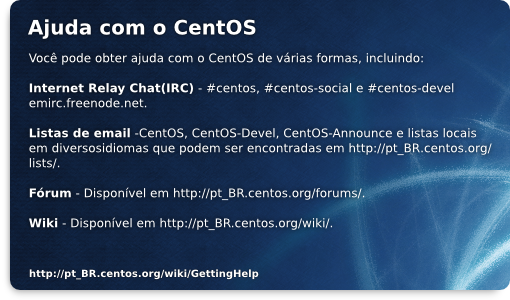 Ajuda com o CentOS
Você pode obter ajuda com o CentOS de várias formas, incluindo:
Internet Relay Chat(IRC) - #centos, #centos-social e #centos-devel
emirc.freenode.net.
Listas de email -CentOS, CentOS-Devel, CentOS-Announce e listas locais
em diversosidiomas que podem ser encontradas em http://pt_BR.centos.org/
lists/.
Fórum - Disponível em http://pt_BR.centos.org/forums/.
Wiki - Disponível em http://pt_BR.centos.org/wiki/.
http://pt_BR.centos.org/wiki/GettingHelp